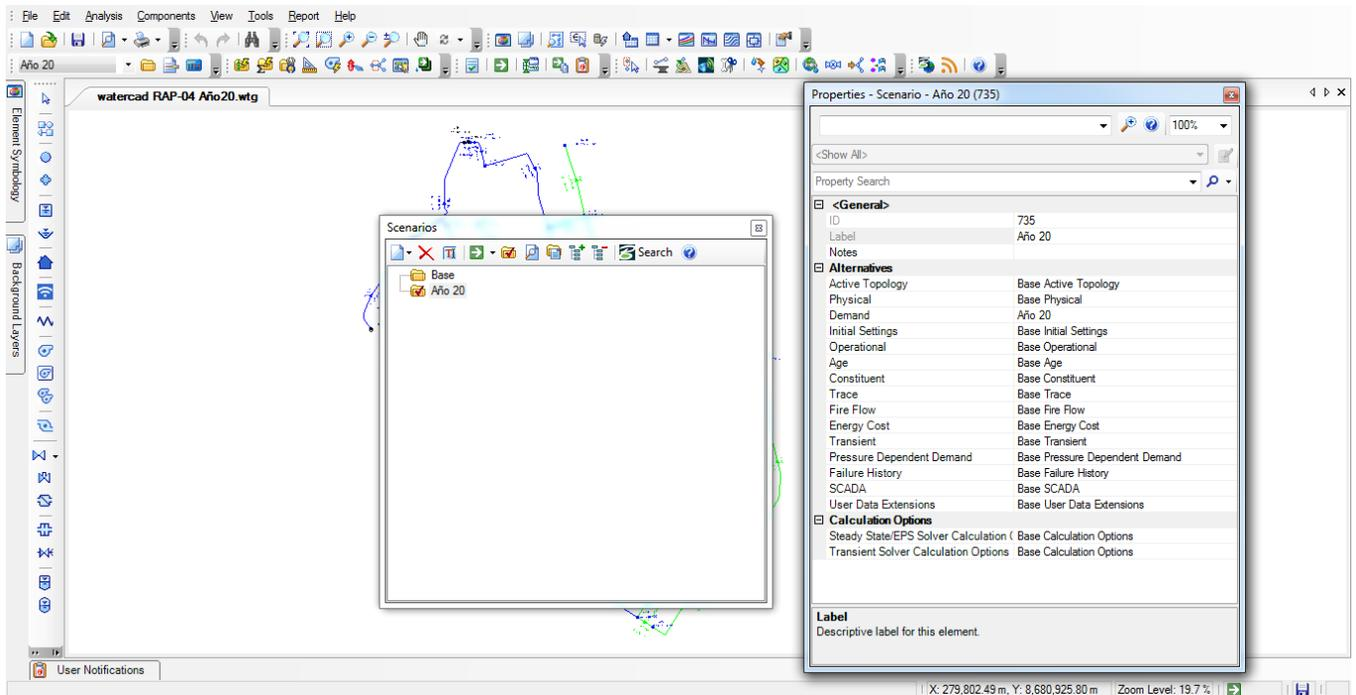 File Edit Analysis Components View Tools Report Help
Año 20
watercad RAP-04 Año20.wtg
Element Symbology
Background Layers
Scenarios
Search
Base
Año 20
Properties - Scenario - Año 20 (735)
100%
<Show All>
Property Search
<General>
ID 735
Label Año 20
Notes
Alternatives
Active Topology Base Active Topology
Physical Base Physical
Demand Año 20
Initial Settings Base Initial Settings
Operational Base Operational
Age Base Age
Constituent Base Constituent
Trace Base Trace
Fire Flow Base Fire Flow
Energy Cost Base Energy Cost
Transient Base Transient
Pressure Dependent Demand Base Pressure Dependent Demand
Failure History Base Failure History
SCADA Base SCADA
User Data Extensions Base User Data Extensions
Calculation Options
Steady State/EPS Solver Calculation ( Base Calculation Options
Transient Solver Calculation Options Base Calculation Options
Label
Descriptive label for this element.
User Notifications
X: 279,802.49 m, Y: 8,680,925.80 m Zoom Level: 19.7 %